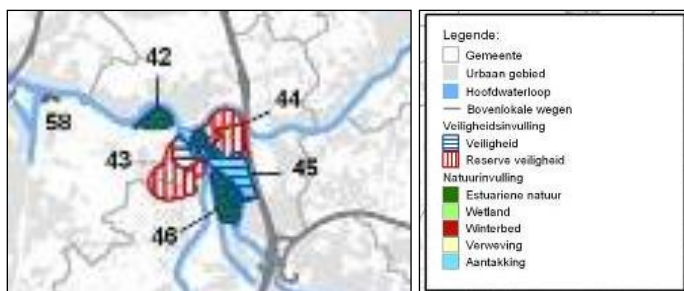 42
44
58
43
45
46
Legende:
Gemeente
Urbaan gebied
Hoofdwaterloop
Bovenlokale wegen
Veiligheidsinvulling
Veiligheid
Reserve veiligheid
Natuurinvulling
Estuariene natuur
Wetland
Winterbed
Verweving
Aantakking